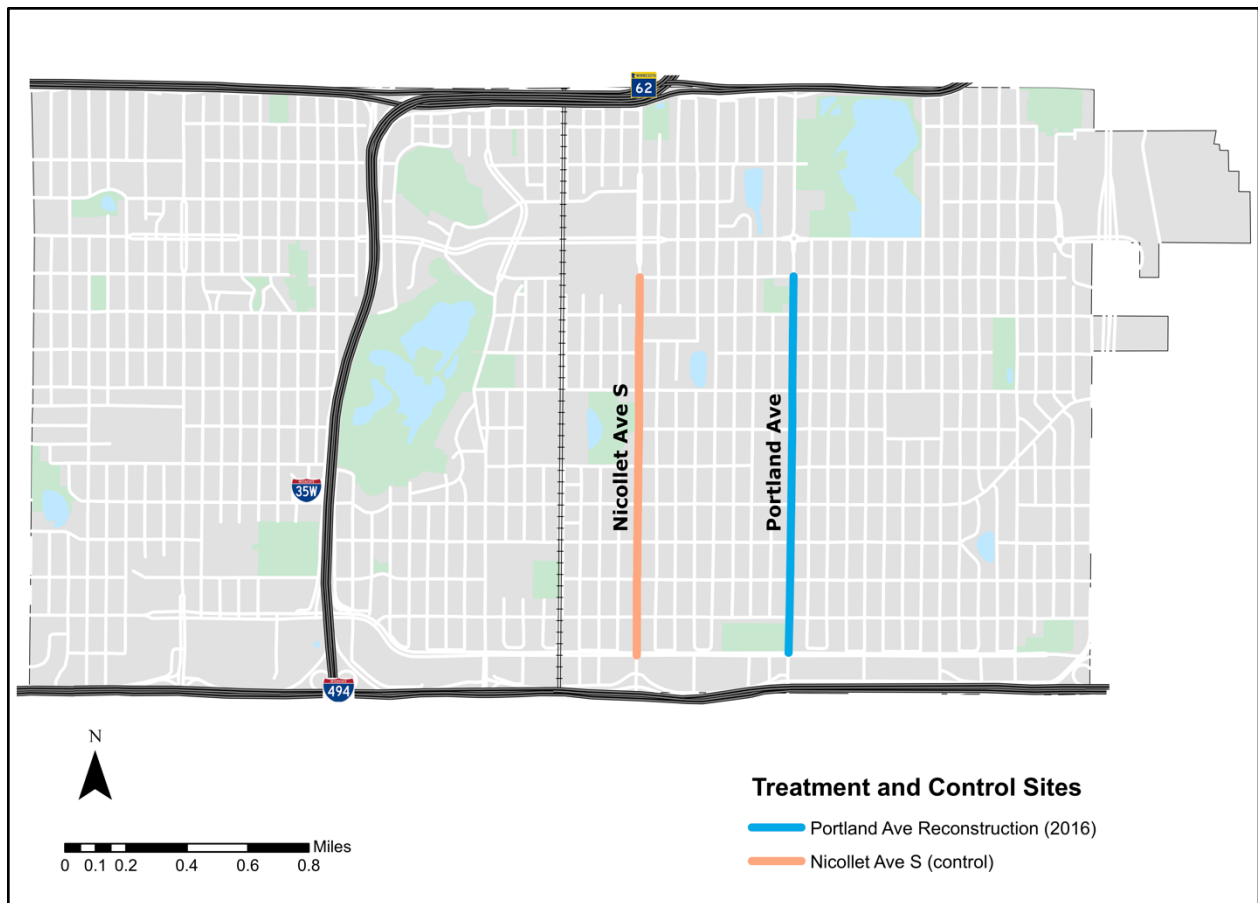 MINNESOTA
62
Nicollet Ave S
Portland Ave
35W
494
N
Treatment and Control Sites
Portland Ave Reconstruction (2016)
Nicollet Ave S (control)
Miles
0 0.1 0.2 0.4 0.6 0.8